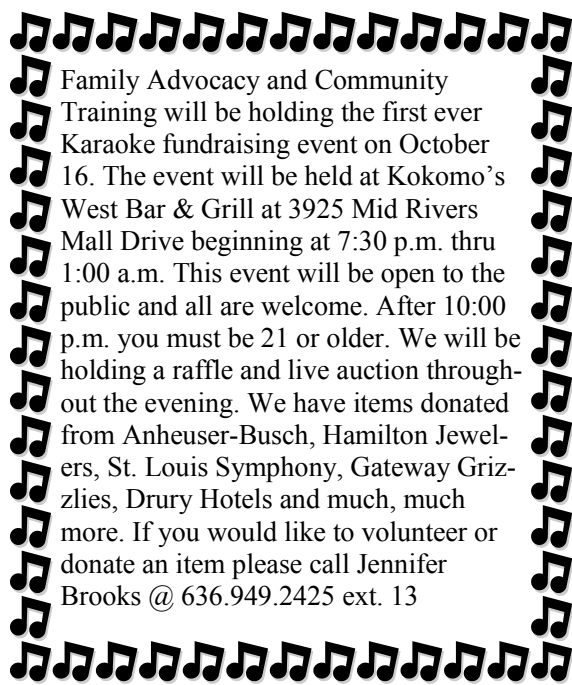 Family Advocacy and Community
Training will be holding the first ever
Karaoke fundraising event on October
16. The event will be held at Kokomo's
West Bar & Grill at 3925 Mid Rivers
Mall Drive beginning at 7:30 p.m. thru
1:00 a.m. This event will be open to the
public and all are welcome. After 10:00
p.m. you must be 21 or older. We will be
holding a raffle and live auction through-
out the evening. We have items donated
from Anheuser-Busch, Hamilton Jewel-
ers, St. Louis Symphony, Gateway Griz-
zlies, Drury Hotels and much, much
more. If you would like to volunteer or
donate an item please call Jennifer
Brooks @ 636.949.2425 ext. 13